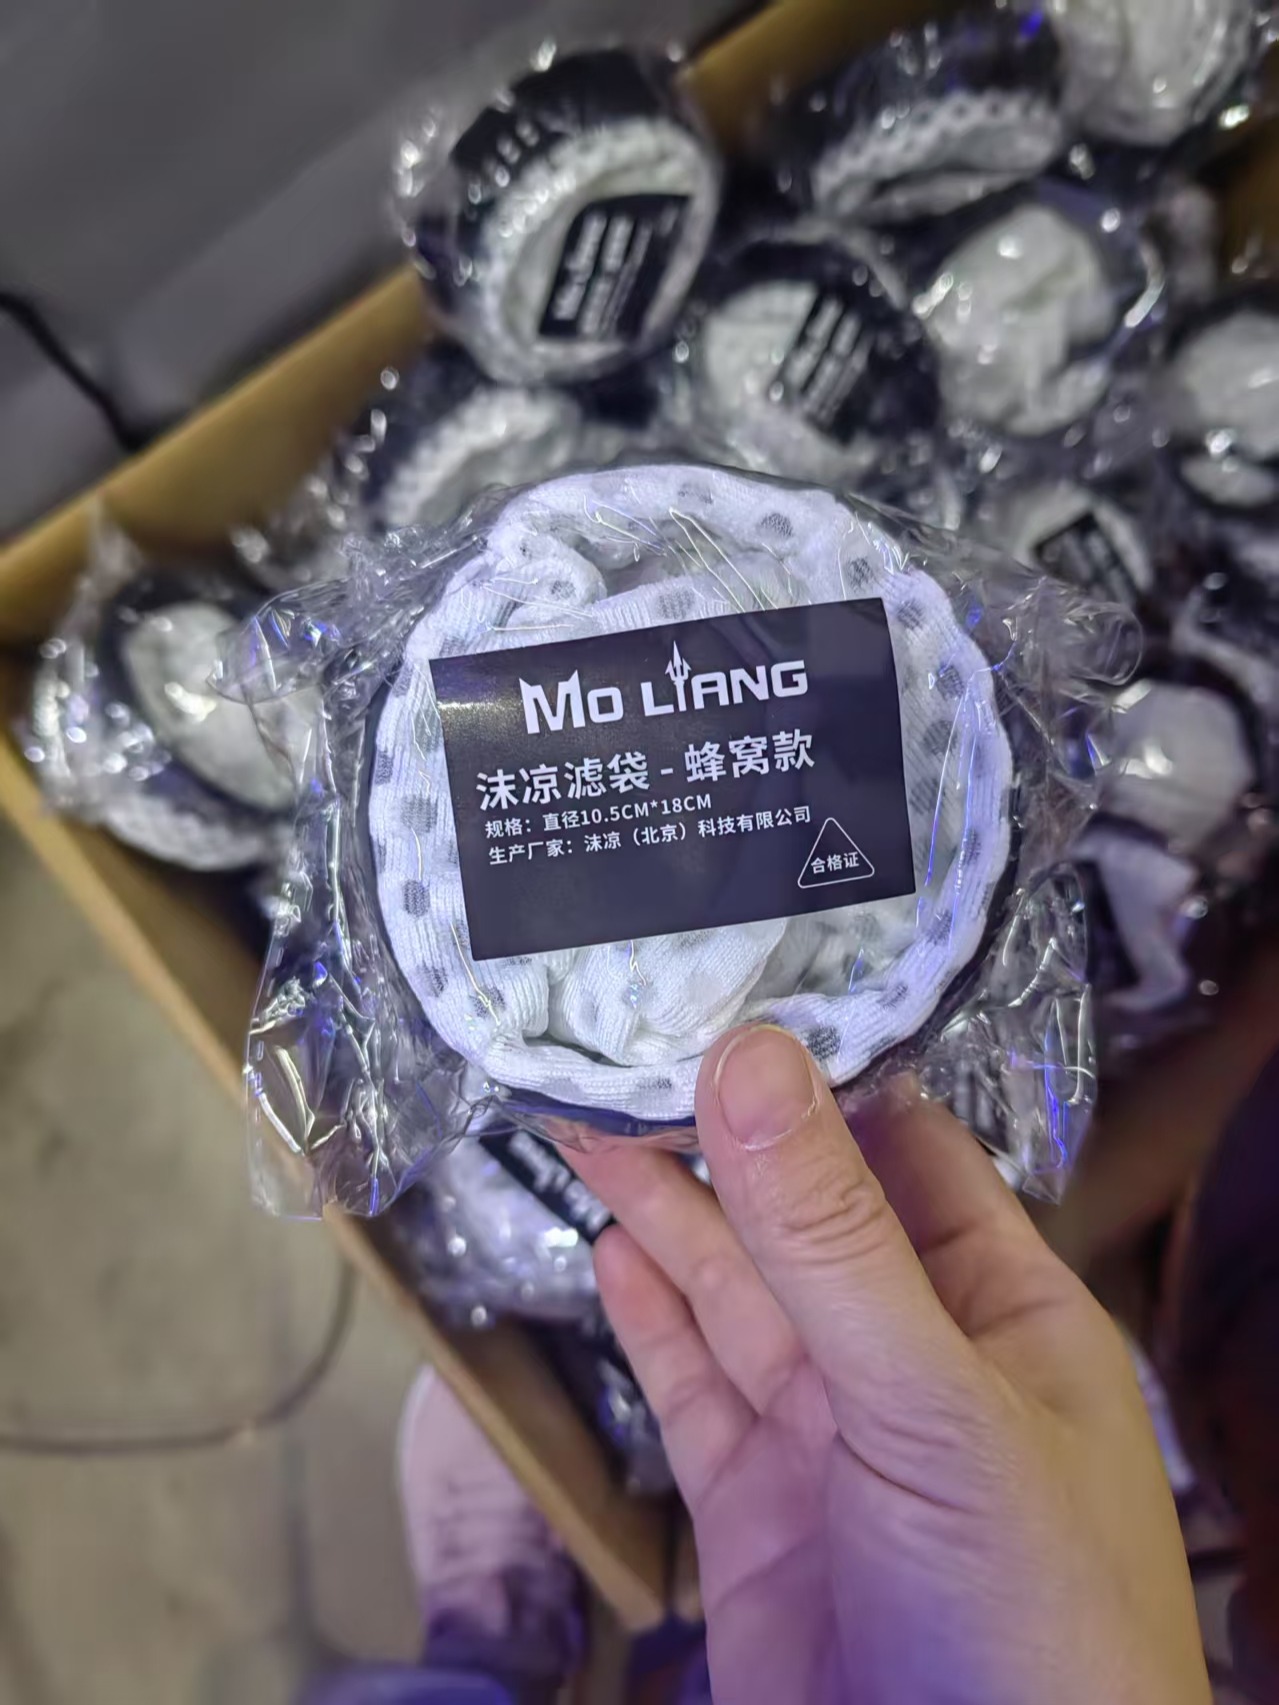 MO LIANG
沫凉滤袋-蜂窝款
规格：直径10.5CM*18CM
生产厂家：沫凉（北京）科技有限公司
合格证